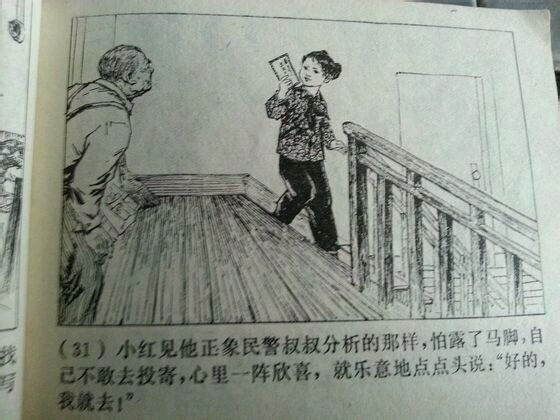 (31) 小红见他正象民警叔叔分析的那样，怕露了马脚，自
己不敢去投寄，心里一阵欣喜，就乐意地点点头说：“好的，
我就去！”
我
写